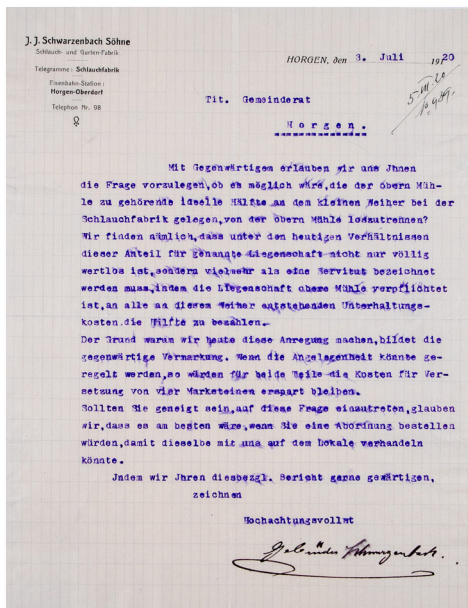 J. J. Schwarzenbach Söhne
Schlauch- und Gurten-Fabrik
Telegramme: Schlauchfabrik
Eisenbahn-Station:
Horgen-Oberdorf
Telephon Nr. 98
HORGEN, den 3. Juli 1920
5. VII. 20
Tit. Gemeinderat
Horgen.
Mit Gegenwärtigem erlauben wir uns Jhnen
die Frage vorzulegen,ob es möglich wäre,die der obern Müh-
le zu gehörende ideelle Hälfte an dem kleinen Weiher bei der
Schlauchfabrik gelegen,von der obern Mühle loszutrennen?
Wir finden nämlich,dass unter den heutigen Verhältnissen
dieser Anteil für genannte Liegenschaft nicht nur völlig
wertlos ist,sondern vielmehr als eine Servitut bezeichnet
werden muss,indem die Liegenschaft obere Mühle verpflichtet
ist,an alle an diesem Weiher entstehenden Unterhaltungs-
kosten die Hälfte zu bezahlen.
Der Grund warum wir heute diese Anregung machen,bildet die
gegenwärtige Vermarkung. Wenn die Angelegenheit könnte ge-
regelt werden,so würden für beide Teile die Kosten für Ver-
setzung von vier Marksteinen erspart bleiben.
Sollten Sie geneigt sein,auf diese Frage einzutreten,glauben
wir,dass es am besten wäre,wenn Sie eine Abordnung bestellen
würden,damit dieselbe mit uns auf dem Lokale verhandeln
könnte.
Jndem wir Jhren diesbezgl. Bericht gerne gewärtigen,
zeichnen
Hochachtungsvollst
Gebrüder Schwarzenbach.